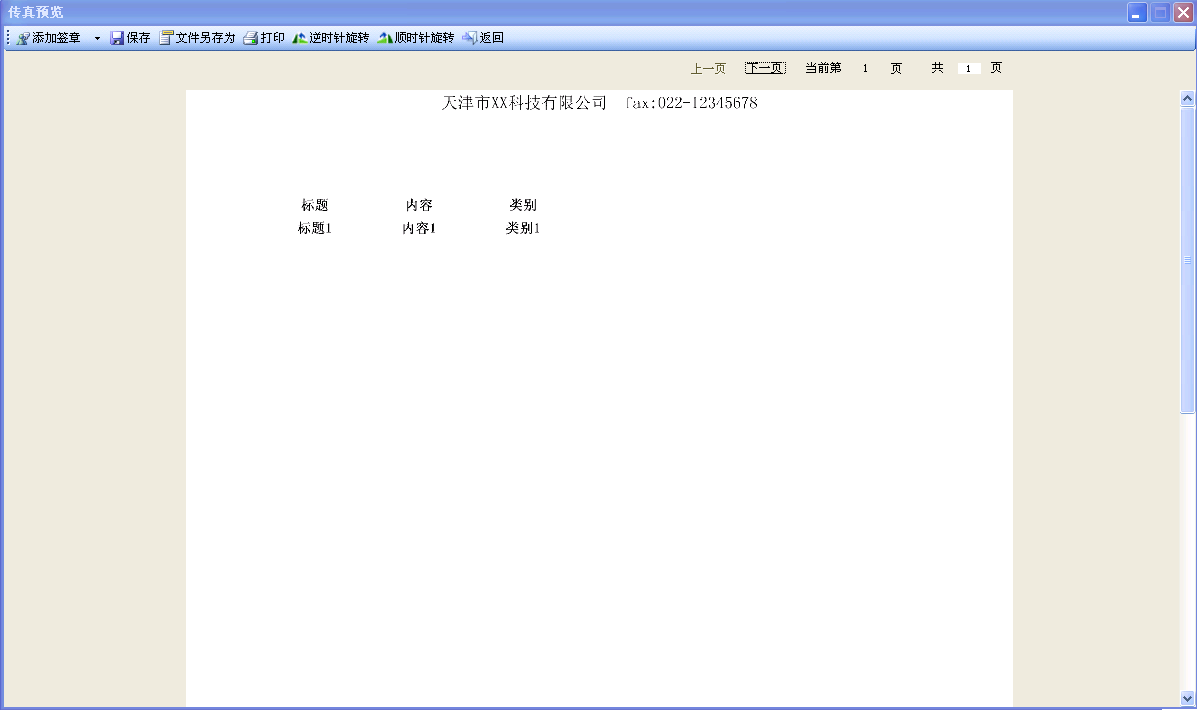 传真预览
添加签章 保存 文件另存为 打印 逆时针旋转 顺时针旋转 返回
上一页 下一页 当前第 1 页 共 1 页
天津市XX科技有限公司 fax:022-12345678
标题 内容 类别
标题1 内容1 类别1